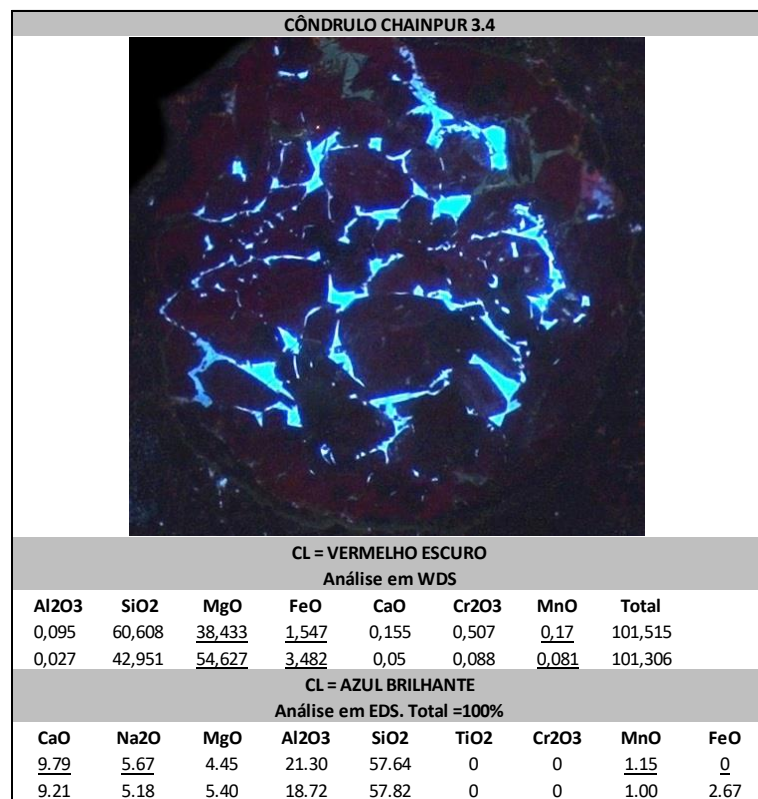 CÔNDRULO CHAINPUR 3.4
CL = VERMELHO ESCURO
Análise em WDS
Al2O3 SiO2 MgO FeO CaO Cr2O3 MnO Total
0,095 60,608 38,433 1,547 0,155 0,507 0,17 101,515
0,027 42,951 54,627 3,482 0,05 0,088 0,081 101,306
CL = AZUL BRILHANTE
Análise em EDS. Total =100%
CaO Na2O MgO Al2O3 SiO2 TiO2 Cr2O3 MnO FeO
9.79 5.67 4.45 21.30 57.64 0 0 1.15 0
9.21 5.18 5.40 18.72 57.82 0 0 1.00 2.67